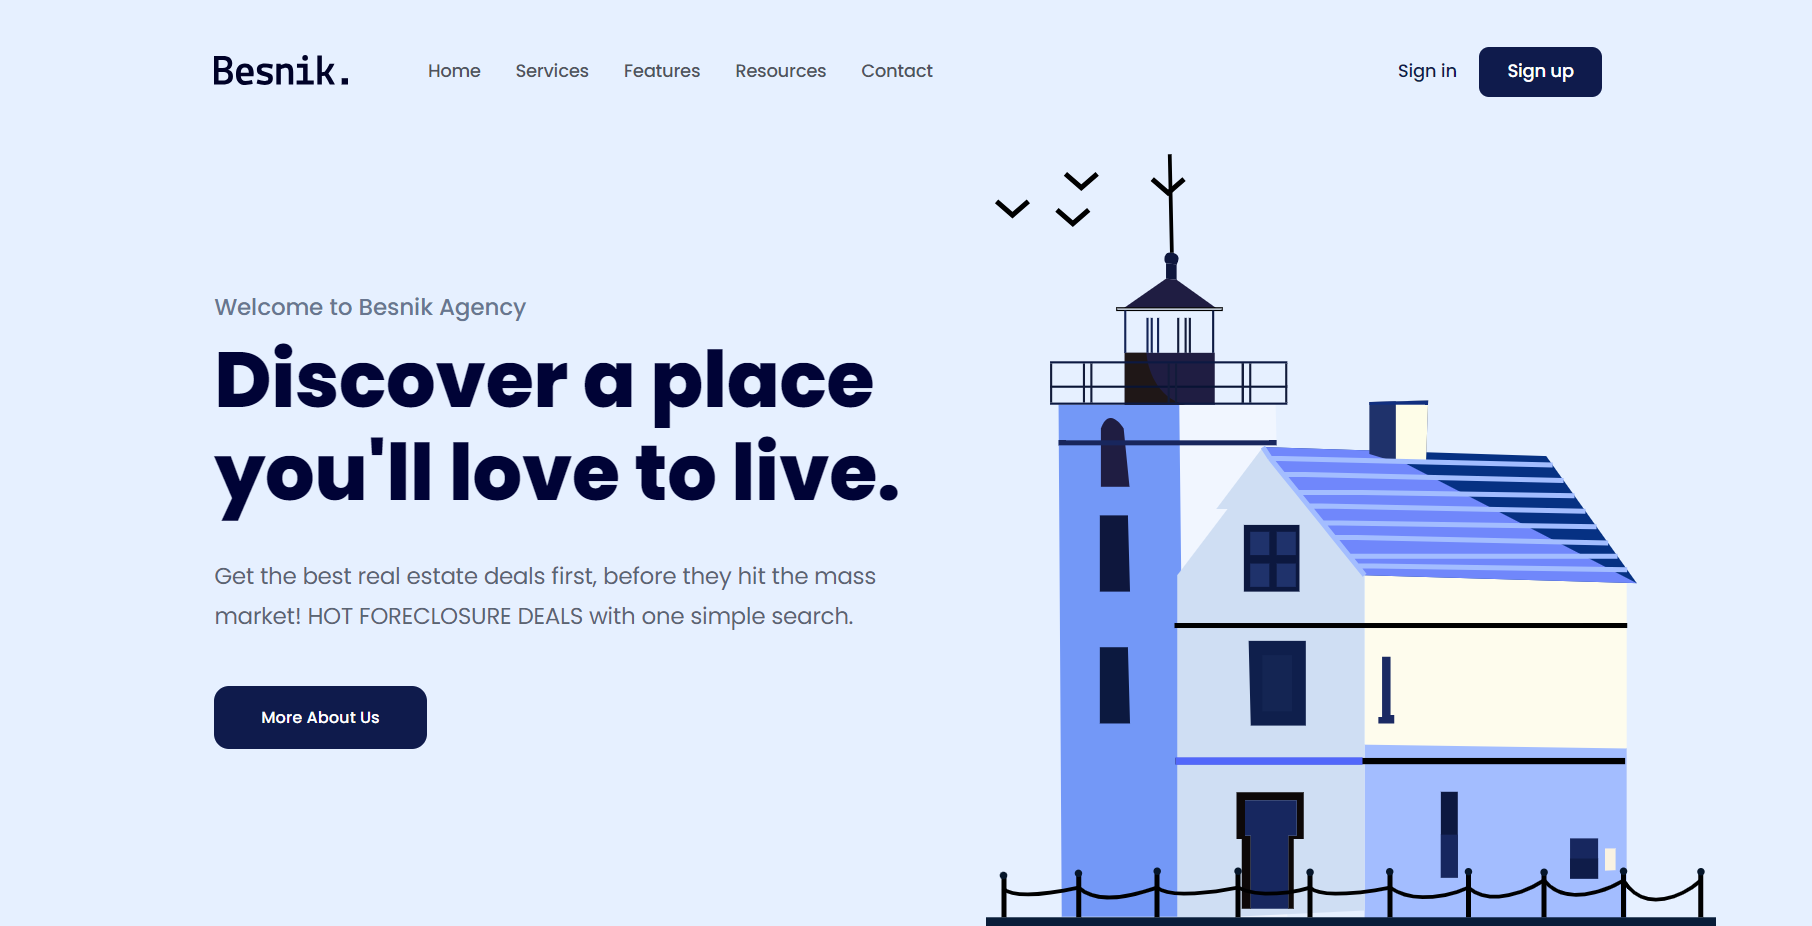 Besnik.
Home Services Features Resources Contact
Sign in Sign up
Welcome to Besnik Agency
Discover a place
you'll love to live.
Get the best real estate deals first, before they hit the mass
market! HOT FORECLOSURE DEALS with one simple search.
More About Us